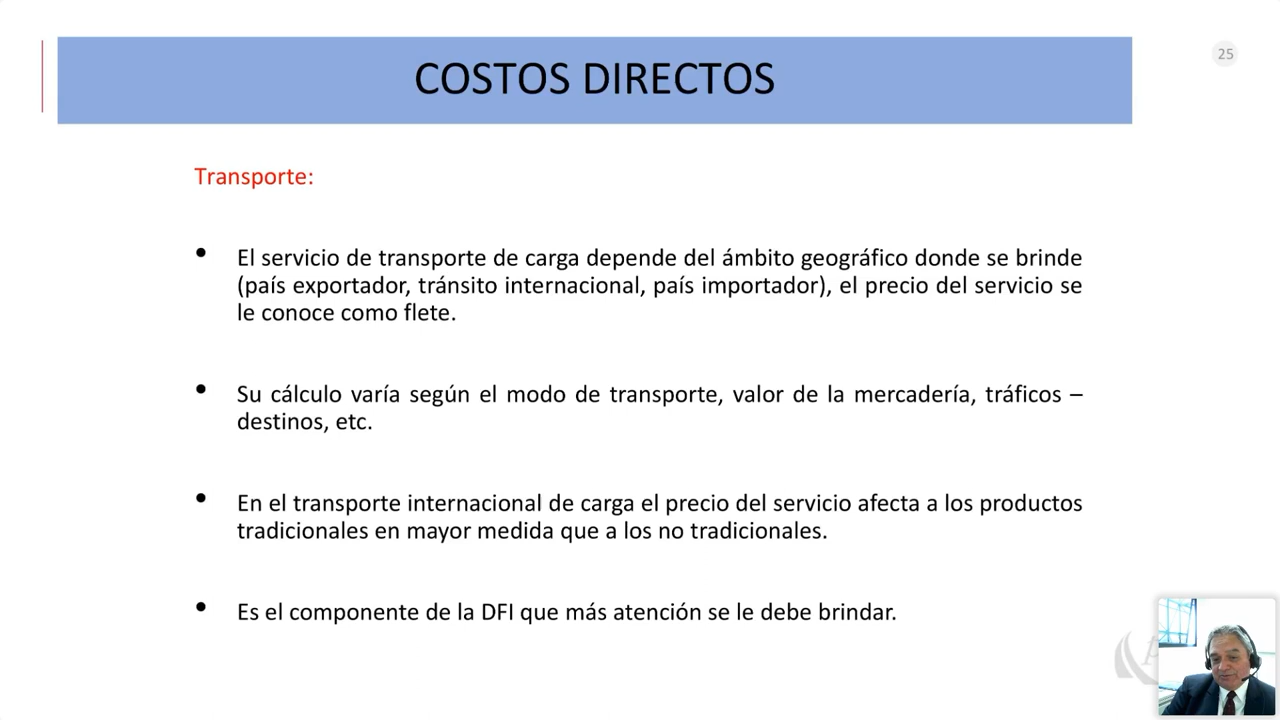 COSTOS DIRECTOS
25
Transporte:
• El servicio de transporte de carga depende del ámbito geográfico donde se brinde
(país exportador, tránsito internacional, país importador), el precio del servicio se
le conoce como flete.
• Su cálculo varía según el modo de transporte, valor de la mercadería, tráficos –
destinos, etc.
• En el transporte internacional de carga el precio del servicio afecta a los productos
tradicionales en mayor medida que a los no tradicionales.
• Es el componente de la DFI que más atención se le debe brindar.